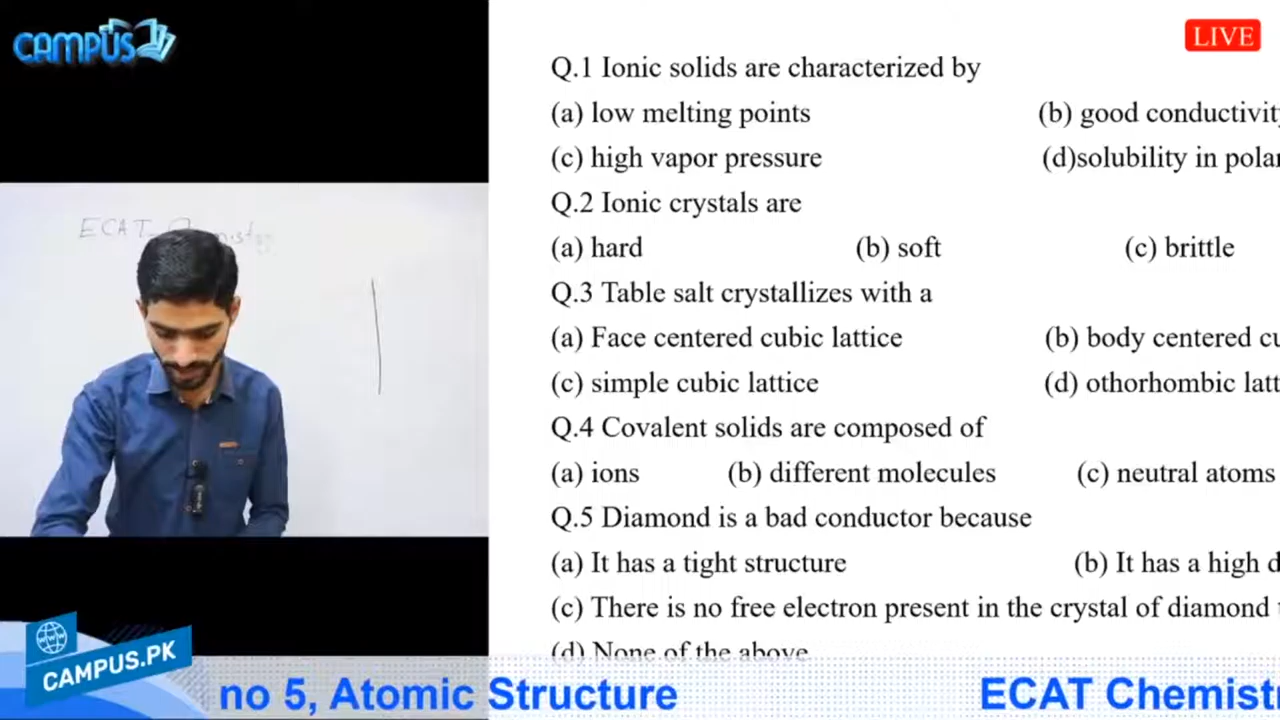 CAMPUS
LIVE
Q.1 Ionic solids are characterized by
(a) low melting points (b) good conductivity
(c) high vapor pressure (d)solubility in polar
Q.2 Ionic crystals are
(a) hard (b) soft (c) brittle
Q.3 Table salt crystallizes with a
(a) Face centered cubic lattice (b) body centered cu
(c) simple cubic lattice (d) othorhombic latt
Q.4 Covalent solids are composed of
(a) ions (b) different molecules (c) neutral atoms
Q.5 Diamond is a bad conductor because
(a) It has a tight structure (b) It has a high d
(c) There is no free electron present in the crystal of diamond
(d) None of the above
ECAT
WWW
CAMPUS.PK
no 5, Atomic Structure ECAT Chemist